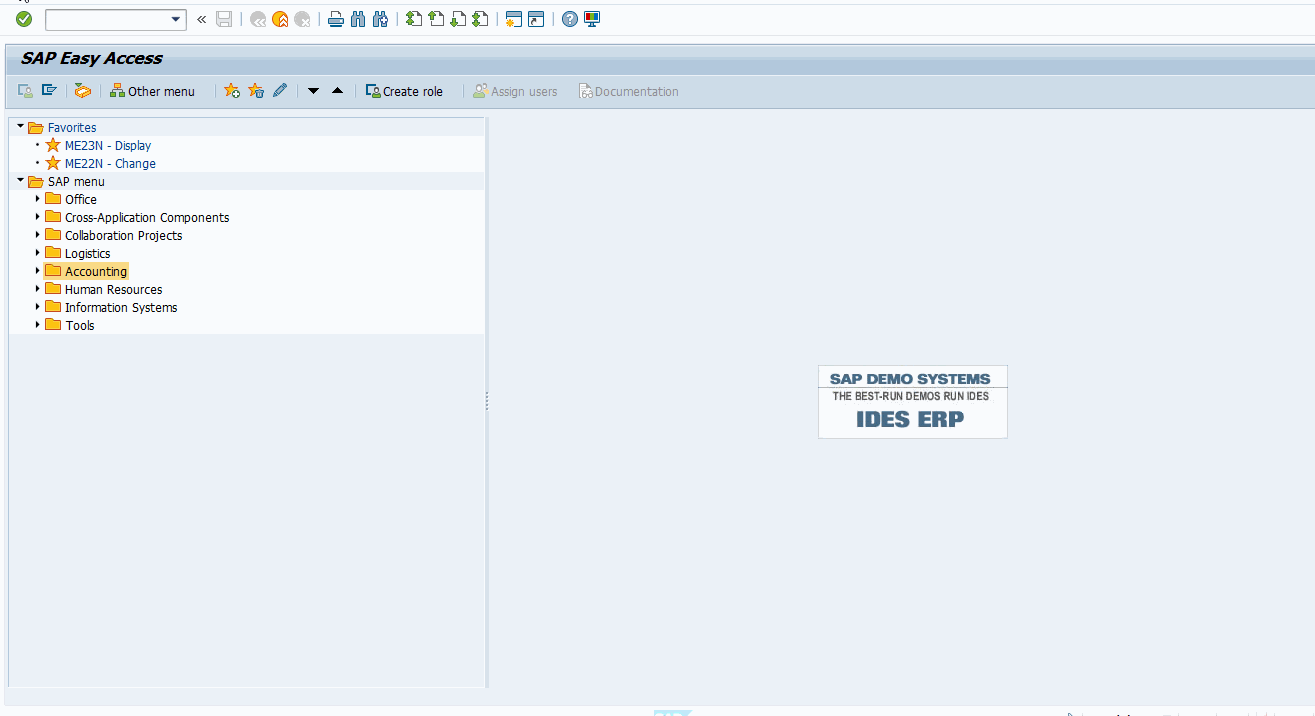 SAP Easy Access
Other menu Create role Assign users Documentation
Favorites
ME23N - Display
ME22N - Change
SAP menu
Office
Cross-Application Components
Collaboration Projects
Logistics
Accounting
Human Resources
Information Systems
Tools
SAP DEMO SYSTEMS
THE BEST-RUN DEMOS RUN IDES
IDES ERP